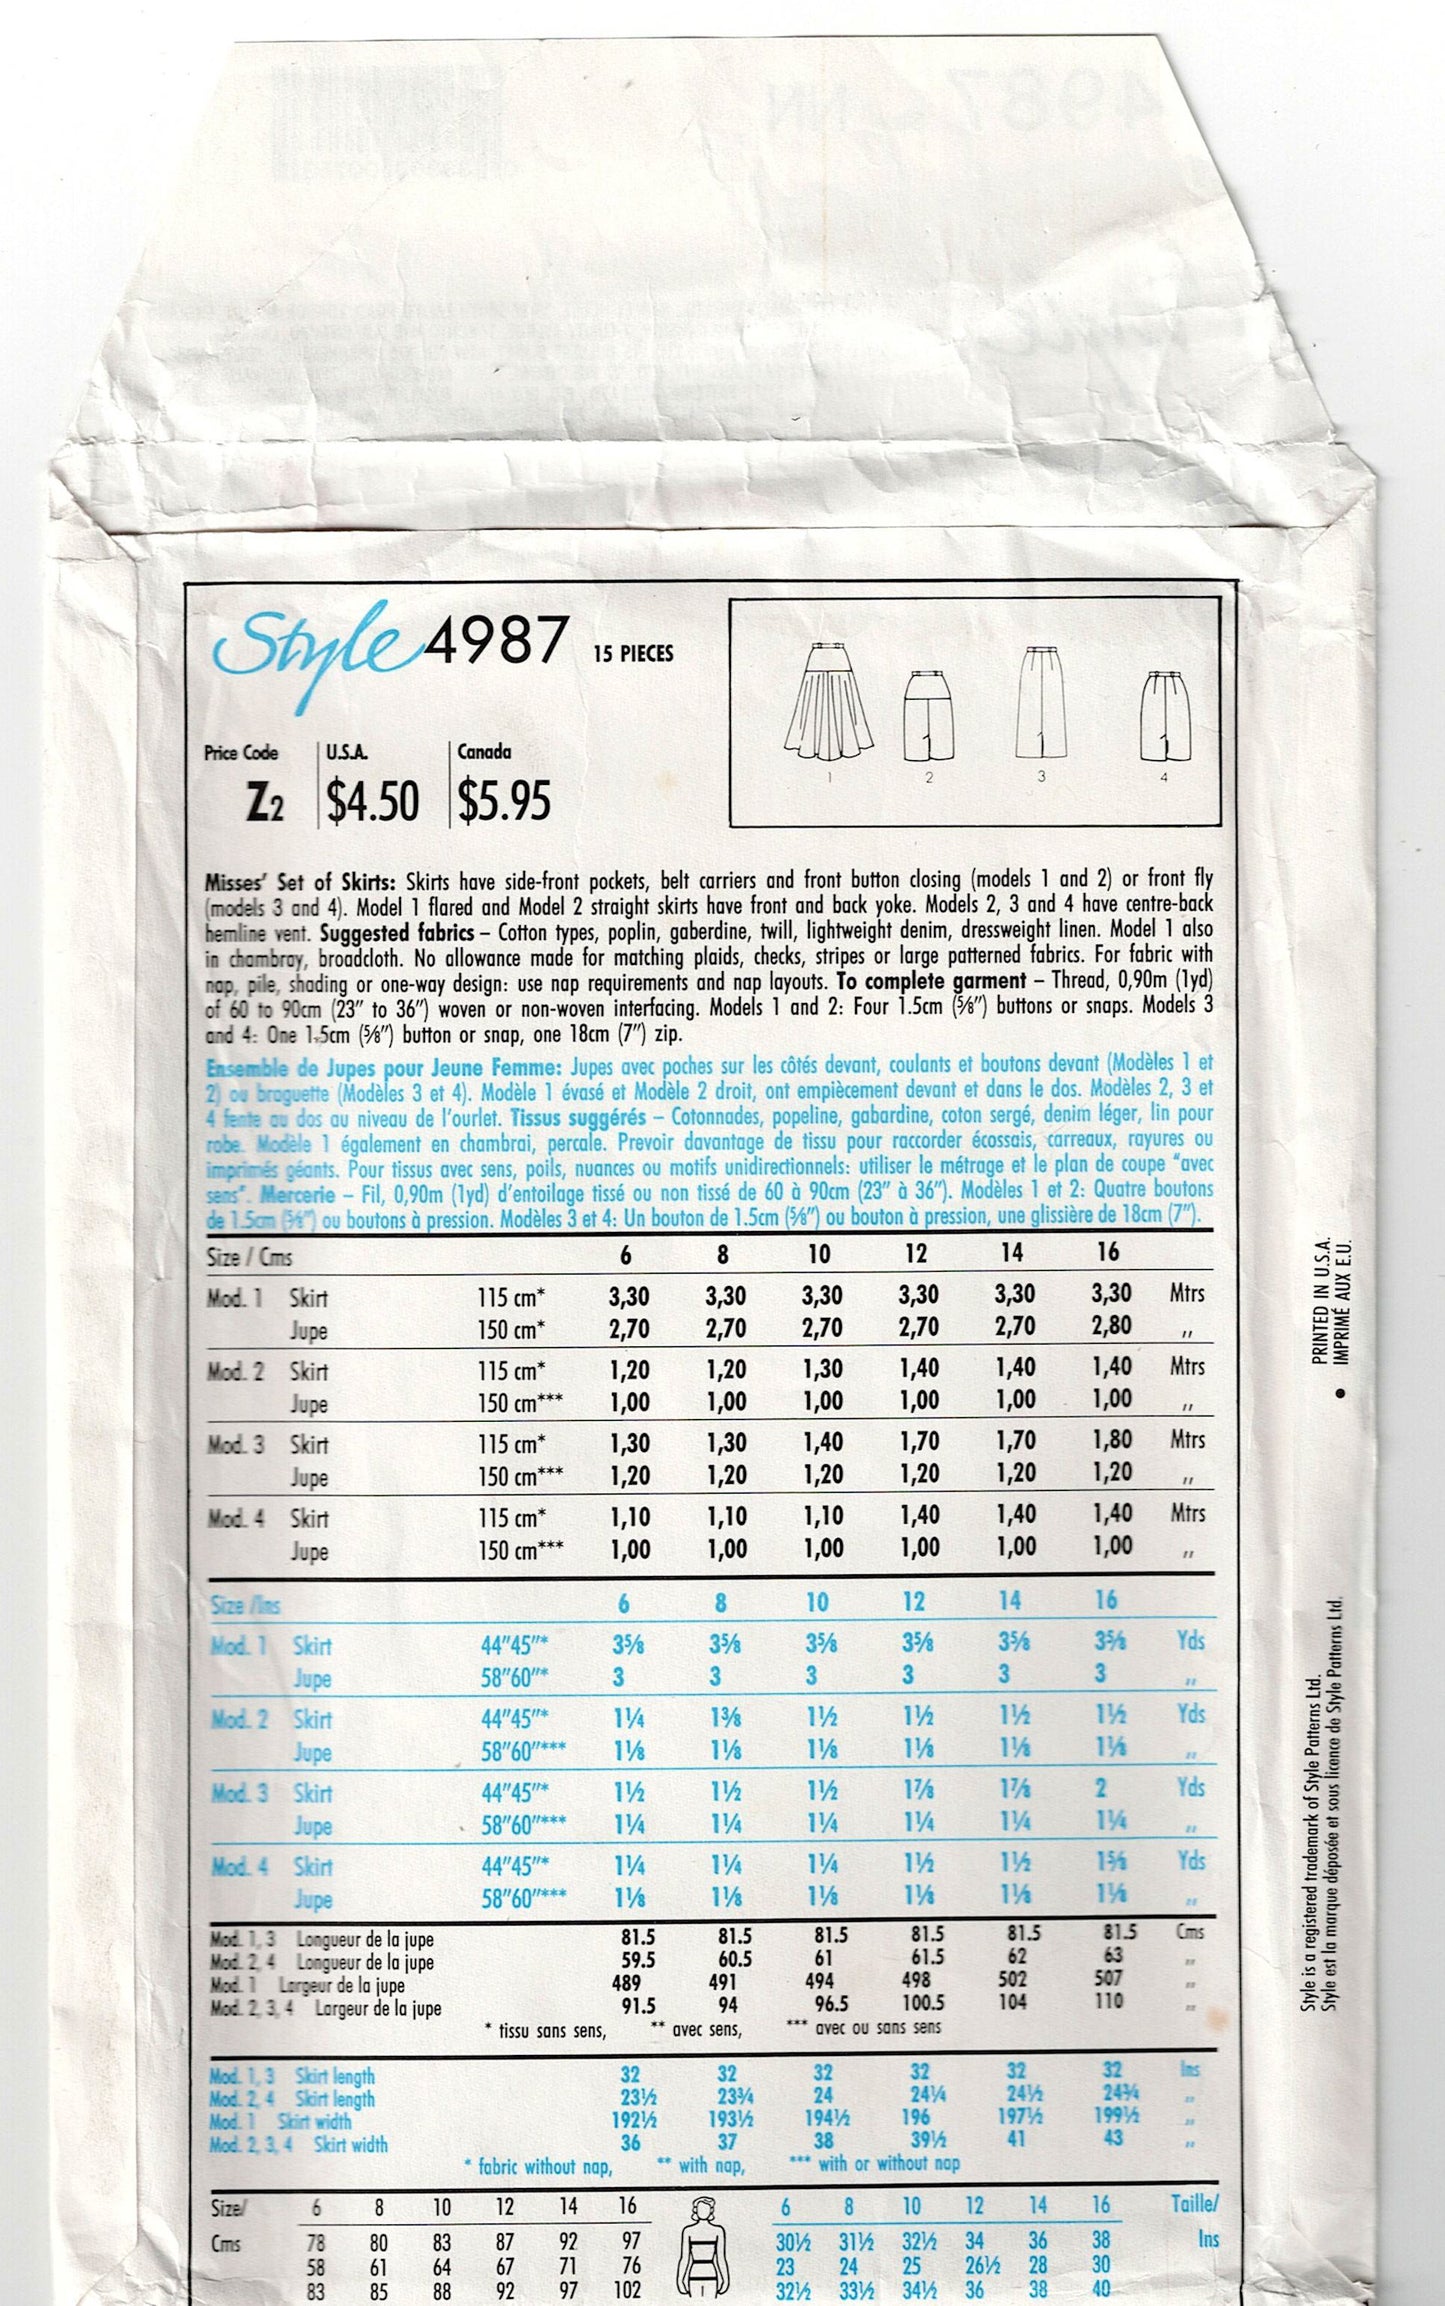 Style 4987 15 PIECES
Price Code U.S.A. Canada
Z2 $4.50 $5.95
1 2 3 4
Misses' Set of Skirts: Skirts have side-front pockets, belt carriers and front button closing (models 1 and 2) or front fly
(models 3 and 4). Model 1 flared and Model 2 straight skirts have front and back yoke. Models 2, 3 and 4 have centre-back
hemline vent. Suggested fabrics – Cotton types, poplin, gaberdine, twill, lightweight denim, dressweight linen. Model 1 also
in chambray, broadcloth. No allowance made for matching plaids, checks, stripes or large patterned fabrics. For fabric with
nap, pile, shading or one-way design: use nap requirements and nap layouts. To complete garment – Thread, 0,90m (1yd)
of 60 to 90cm (23" to 36") woven or non-woven interfacing. Models 1 and 2: Four 1.5cm (⅝") buttons or snaps. Models 3
and 4: One 1.5cm (⅝") button or snap, one 18cm (7") zip.
Ensemble de Jupes pour Jeune Femme: Jupes avec poches sur les côtés devant, coulants et boutons devant (Modèles 1 et
2) ou braguette (Modèles 3 et 4). Modèle 1 évasé et Modèle 2 droit, ont empiècement devant et dans le dos. Modèles 2, 3 et
4 fente au dos au niveau de l'ourlet. Tissus suggérés – Cotonnades, popeline, gabardine, coton sergé, denim léger, lin pour
robe. Modèle 1 également en chambrai, percale. Prevoir davantage de tissu pour raccorder écossais, carreaux, rayures ou
imprimés géants. Pour tissus avec sens, poils, nuances ou motifs unidirectionnels: utiliser le métrage et le plan de coupe "avec
sens". Mercerie – Fil, 0,90m (1yd) d'entoilage tissé ou non tissé de 60 à 90cm (23" à 36"). Modèles 1 et 2: Quatre boutons
de 1.5cm (⅝") ou boutons à pression. Modèles 3 et 4: Un bouton de 1.5cm (⅝") ou bouton à pression, une glissière de 18cm (7").
Size / Cms 6 8 10 12 14 16
Mod. 1 Skirt 115 cm* 3,30 3,30 3,30 3,30 3,30 3,30 Mtrs
Jupe 150 cm* 2,70 2,70 2,70 2,70 2,70 2,80 ,,
Mod. 2 Skirt 115 cm* 1,20 1,20 1,30 1,40 1,40 1,40 Mtrs
Jupe 150 cm*** 1,00 1,00 1,00 1,00 1,00 1,00 ,,
Mod. 3 Skirt 115 cm* 1,30 1,30 1,40 1,70 1,70 1,80 Mtrs
Jupe 150 cm*** 1,20 1,20 1,20 1,20 1,20 1,20 ,,
Mod. 4 Skirt 115 cm* 1,10 1,10 1,10 1,40 1,40 1,40 Mtrs
Jupe 150 cm*** 1,00 1,00 1,00 1,00 1,00 1,00 ,,
Size /Ins 6 8 10 12 14 16
Mod. 1 Skirt 44"45"* 3⅝ 3⅝ 3⅝ 3⅝ 3⅝ 3⅝ Yds
Jupe 58"60"* 3 3 3 3 3 3 ,,
Mod. 2 Skirt 44"45"* 1¼ 1⅜ 1½ 1½ 1½ 1½ Yds
Jupe 58"60"*** 1⅛ 1⅛ 1⅛ 1⅛ 1⅛ 1⅛ ,,
Mod. 3 Skirt 44"45"* 1½ 1½ 1½ 1⅞ 1⅞ 2 Yds
Jupe 58"60"*** 1¼ 1¼ 1¼ 1¼ 1¼ 1¼ ,,
Mod. 4 Skirt 44"45"* 1¼ 1¼ 1¼ 1½ 1½ 1⅝ Yds
Jupe 58"60"*** 1⅛ 1⅛ 1⅛ 1⅛ 1⅛ 1⅛ ,,
Mod. 1, 3 Longueur de la jupe 81.5 81.5 81.5 81.5 81.5 81.5 Cms
Mod. 2, 4 Longueur de la jupe 59.5 60.5 61 61.5 62 63 ,,
Mod. 1 Largeur de la jupe 489 491 494 498 502 507 ,,
Mod. 2, 3, 4 Largeur de la jupe 91.5 94 96.5 100.5 104 110 ,,
* tissu sans sens, ** avec sens, *** avec ou sans sens
Mod. 1, 3 Skirt length 32 32 32 32 32 32 Ins
Mod. 2, 4 Skirt length 23½ 23¾ 24 24¼ 24½ 24¾ ,,
Mod. 1 Skirt width 192½ 193½ 194½ 196 197½ 199½ ,,
Mod. 2, 3, 4 Skirt width 36 37 38 39½ 41 43 ,,
* fabric without nap, ** with nap, *** with or without nap
Size/ 6 8 10 12 14 16 6 8 10 12 14 16 Taille/
Cms 78 80 83 87 92 97 30½ 31½ 32½ 34 36 38 Ins
58 61 64 67 71 76 23 24 25 26½ 28 30
83 85 88 92 97 102 32½ 33½ 34½ 36 38 40
PRINTED IN U.S.A.
● IMPRIMÉ AUX E.U.
Style is a registered trademark of Style Patterns Ltd.
Style est la marque déposée et sous licence de Style Patterns Ltd.